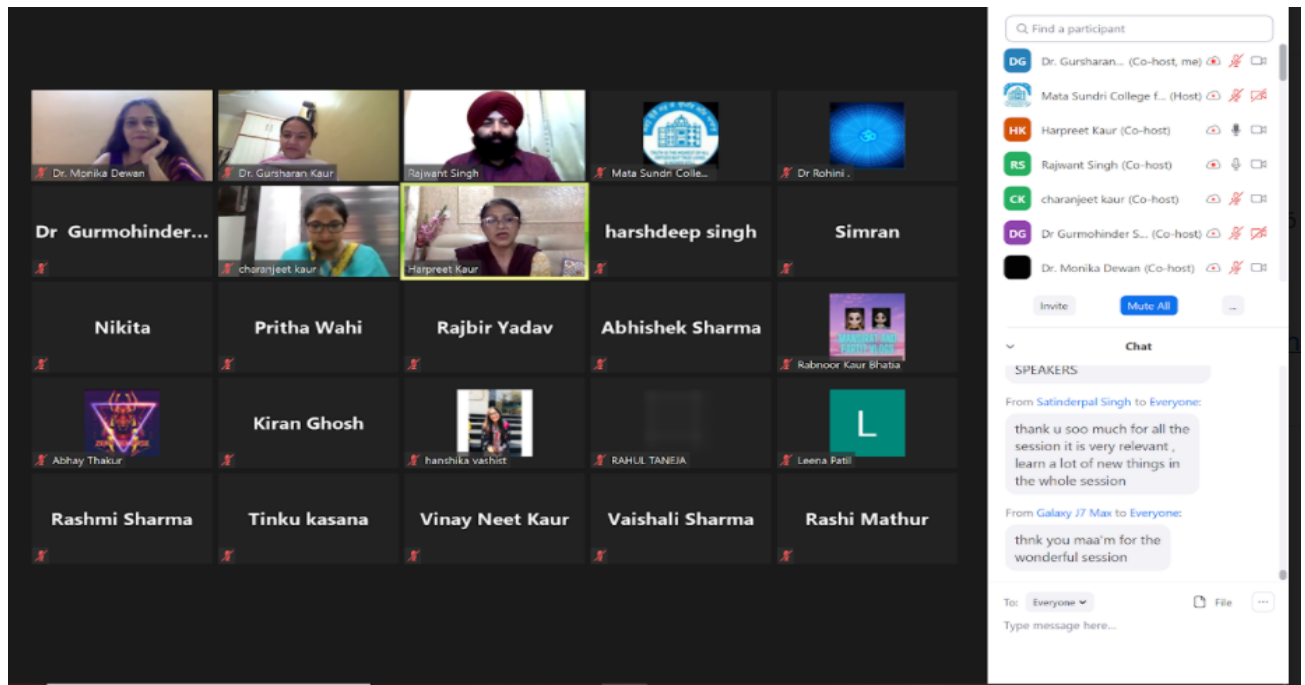 Dr. Monika Dewan
Dr. Gursharan Kaur
Rajwant Singh
Mata Sundri Colle...
Dr Rohini .
Dr Gurmohinder...
charanjeet kaur
Harpreet Kaur
harshdeep singh
Simran
Nikita
Pritha Wahi
Rajbir Yadav
Abhishek Sharma
Rabnoor Kaur Bhatia
Abhay Thakur
Kiran Ghosh
hanshika vashist
RAHUL TANEJA
L
Leena Patil
Rashmi Sharma
Tinku kasana
Vinay Neet Kaur
Vaishali Sharma
Rashi Mathur
Find a participant
DG Dr. Gursharan... (Co-host, me)
Mata Sundri College f... (Host)
HK Harpreet Kaur (Co-host)
RS Rajwant Singh (Co-host)
CK charanjeet kaur (Co-host)
DG Dr Gurmohinder S... (Co-host)
Dr. Monika Dewan (Co-host)
Invite Mute All ...
Chat
SPEAKERS
From Satinderpal Singh to Everyone:
thank u soo much for all the
session it is very relevant ,
learn a lot of new things in
the whole session
From Galaxy J7 Max to Everyone:
thnk you maa'm for the
wonderful session
To: Everyone File ...
Type message here...